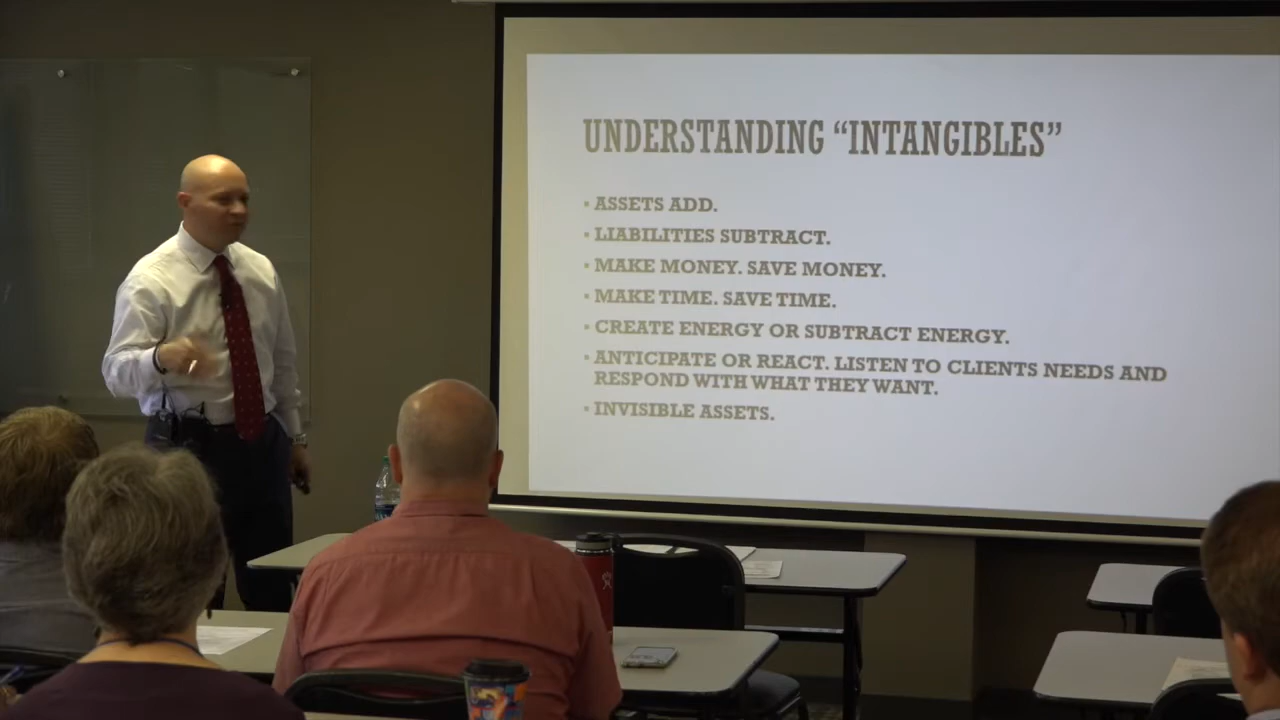 UNDERSTANDING “INTANGIBLES”
▪ ASSETS ADD.
▪ LIABILITIES SUBTRACT.
▪ MAKE MONEY. SAVE MONEY.
▪ MAKE TIME. SAVE TIME.
▪ CREATE ENERGY OR SUBTRACT ENERGY.
▪ ANTICIPATE OR REACT. LISTEN TO CLIENTS NEEDS AND
RESPOND WITH WHAT THEY WANT.
▪ INVISIBLE ASSETS.